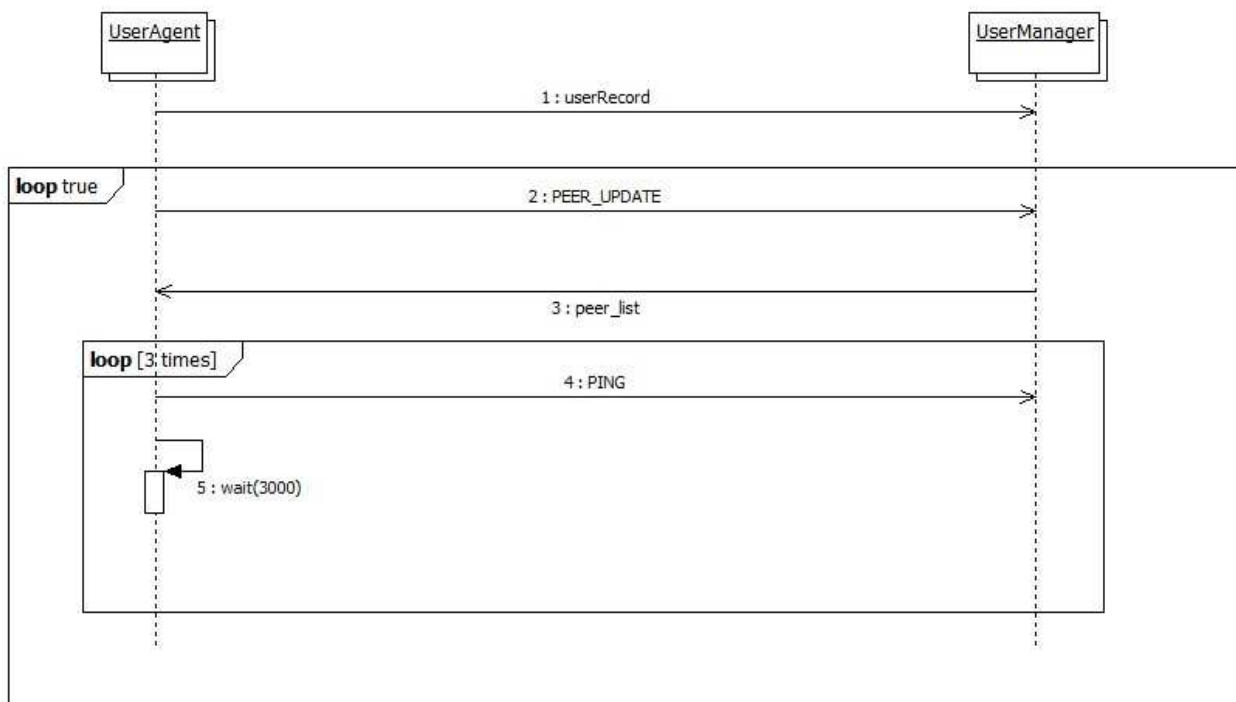 UserAgent
UserManager
1 : userRecord
loop true
2 : PEER_UPDATE
3 : peer_list
loop [3 times]
4 : PING
5 : wait(3000)